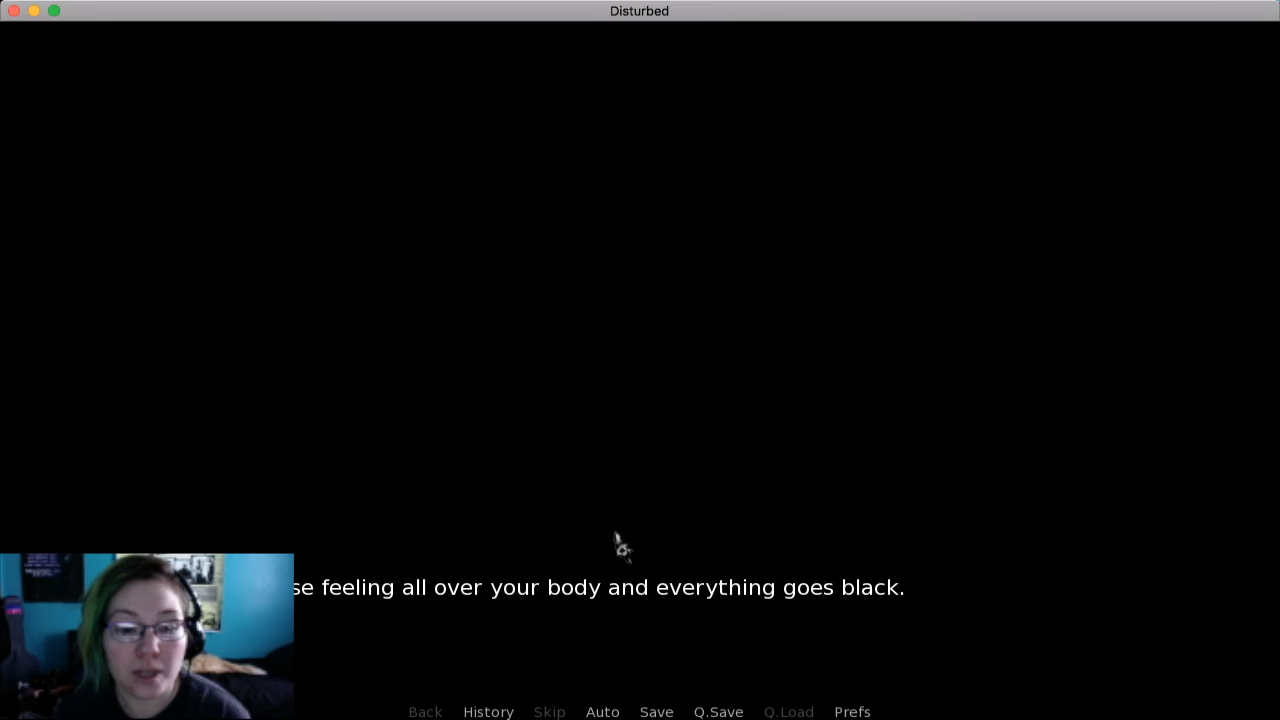 Disturbed
se feeling all over your body and everything goes black.
Back History Skip Auto Save Q.Save Q.Load Prefs